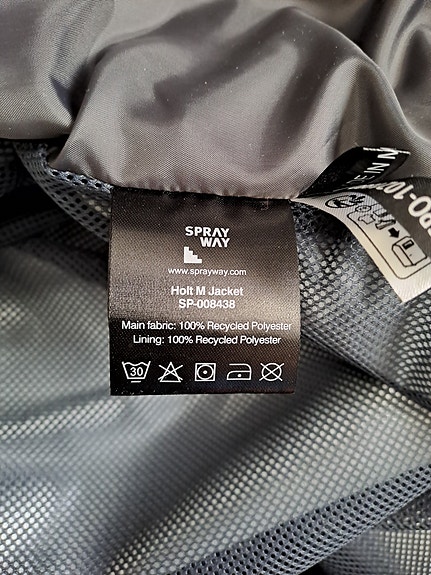 SPRAY
WAY
www.sprayway.com
Holt M Jacket
SP-008438
Main fabric: 100% Recycled Polyester
Lining: 100% Recycled Polyester
30